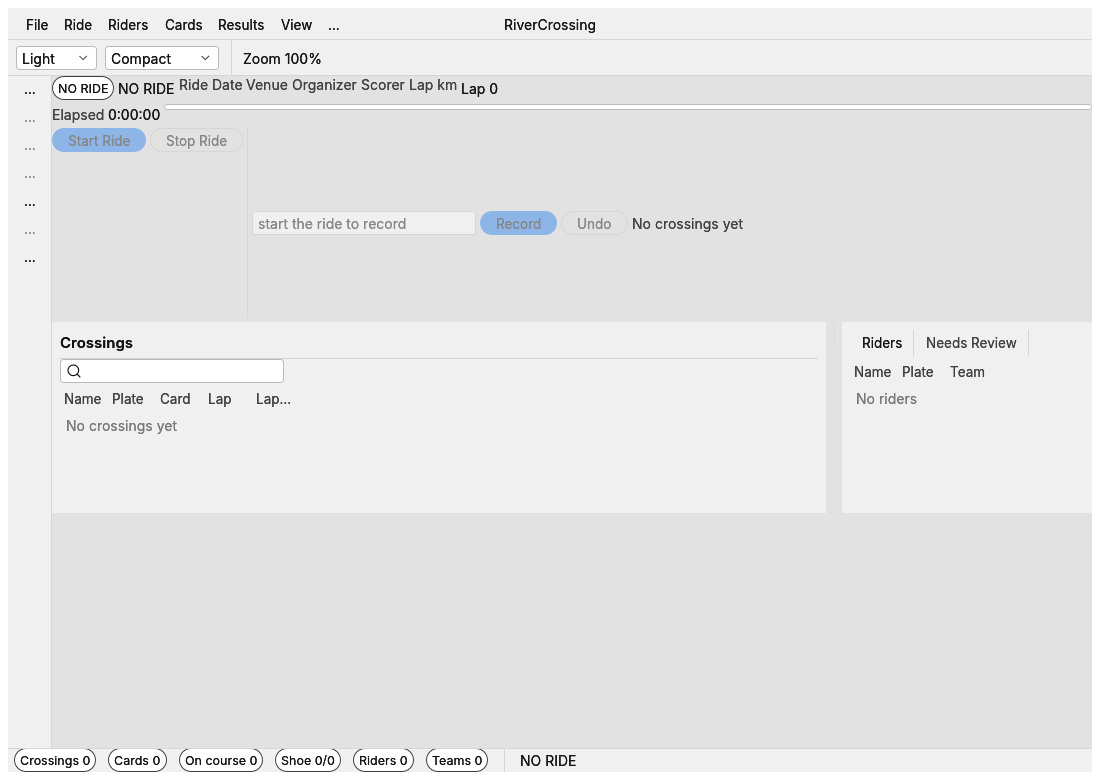 File Ride Riders Cards Results View ... RiverCrossing
Light Compact Zoom 100%
... NO RIDE NO RIDE Ride Date Venue Organizer Scorer Lap km Lap 0
... Elapsed 0:00:00
... Start Ride Stop Ride
...
...
... start the ride to record Record Undo No crossings yet
...
Crossings Riders Needs Review
Name Plate Team
Name Plate Card Lap Lap... No riders
No crossings yet
Crossings 0 Cards 0 On course 0 Shoe 0/0 Riders 0 Teams 0 NO RIDE